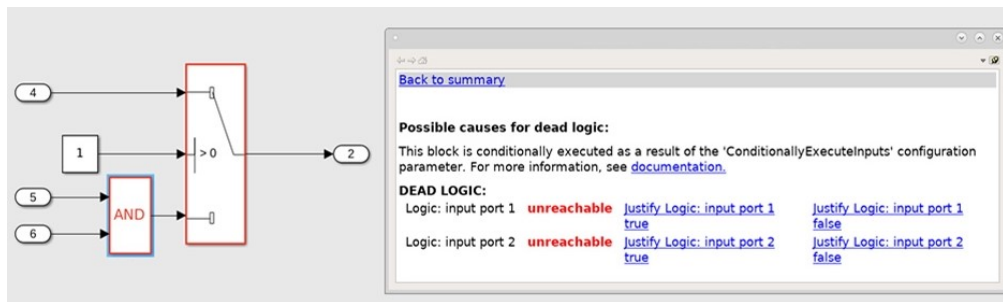 Back to summary
Possible causes for dead logic:
This block is conditionally executed as a result of the 'ConditionallyExecuteInputs' configuration
parameter. For more information, see documentation.
DEAD LOGIC:
Logic: input port 1 unreachable Justify Logic: input port 1 Justify Logic: input port 1
true false
Logic: input port 2 unreachable Justify Logic: input port 2 Justify Logic: input port 2
true false
4
1
> 0
2
5
AND
6